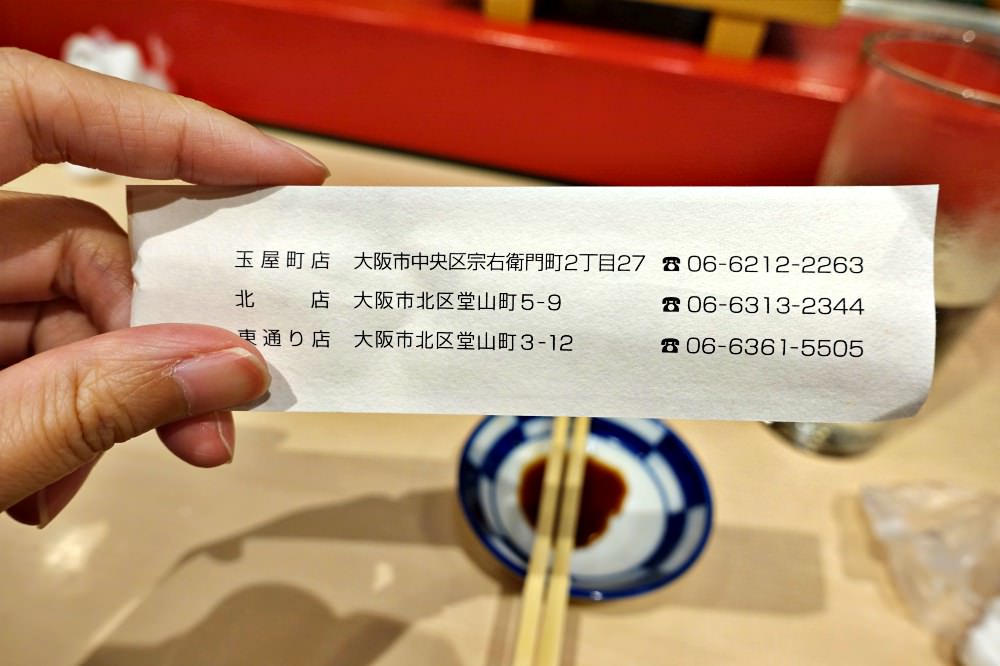 玉屋町店 大阪市中央区宗右衛門町2丁目27 ☎ 06-6212-2263
北店 大阪市北区堂山町5-9 ☎ 06-6313-2344
東通り店 大阪市北区堂山町3-12 ☎ 06-6361-5505